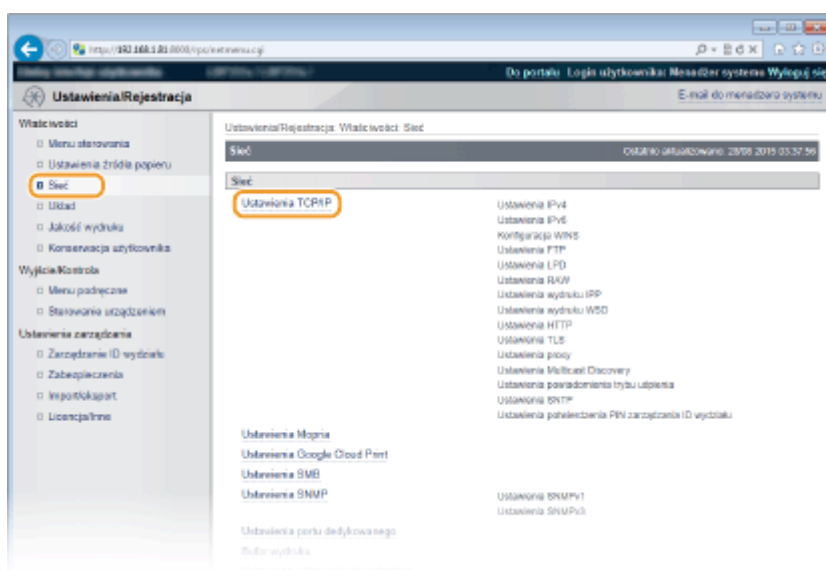 Do portalu Login użytkownika: Menadżer systemu Wyloguj się
Ustawienia/Rejestracja
E-mail do menadżera systemu
Właściwości
Menu sterowania
Ustawienia źródła papieru
Sieć
Układ
Jakość wydruku
Konserwacja użytkownika
Wyjście/Kontrola
Menu podręczne
Sterowanie urządzeniem
Ustawienia zarządzania
Zarządzanie ID wydziału
Zabezpieczenia
Import/eksport
Licencja/Inne
Ustawienia/Rejestracja: Właściwości: Sieć
Sieć
Ostatnio aktualizowano: 28/08 2015 03:37:56
Sieć
Ustawienia TCP/IP
Ustawienia IPv4
Ustawienia IPv6
Konfiguracja WINS
Ustawienia FTP
Ustawienia LPD
Ustawienia RAW
Ustawienia wydruku IPP
Ustawienia wydruku WSD
Ustawienia HTTP
Ustawienia TLS
Ustawienia proxy
Ustawienia Multicast Discovery
Ustawienia powiadomienia trybu uśpienia
Ustawienia SNTP
Ustawienia potwierdzenia PIN zarządzania ID wydziału
Ustawienia Mopria
Ustawienia Google Cloud Print
Ustawienia SMB
Ustawienia SNMP
Ustawienia SNMPv1
Ustawienia SNMPv3
Ustawienia portu dedykowanego
Bufor wydruku